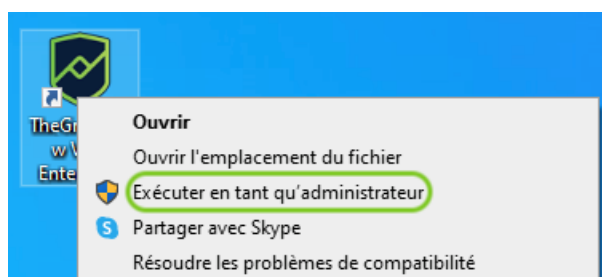 TheGr
w V
Ente
Ouvrir
Ouvrir l'emplacement du fichier
Exécuter en tant qu'administrateur
Partager avec Skype
Résoudre les problèmes de compatibilité